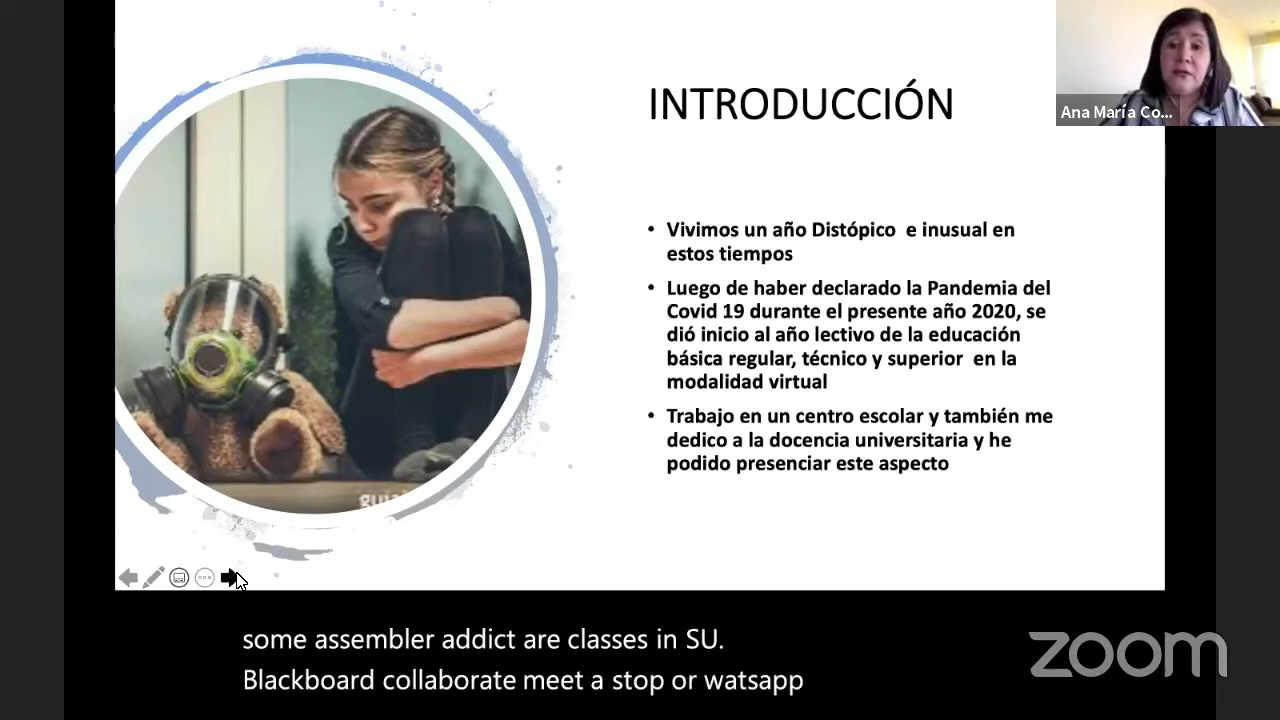 INTRODUCCIÓN
Ana María Co...
• Vivimos un año Distópico e inusual en
estos tiempos
• Luego de haber declarado la Pandemia del
Covid 19 durante el presente año 2020, se
dió inicio al año lectivo de la educación
básica regular, técnico y superior en la
modalidad virtual
• Trabajo en un centro escolar y también me
dedico a la docencia universitaria y he
podido presenciar este aspecto
some assembler addict are classes in SU.
Blackboard collaborate meet a stop or watsapp
zoom